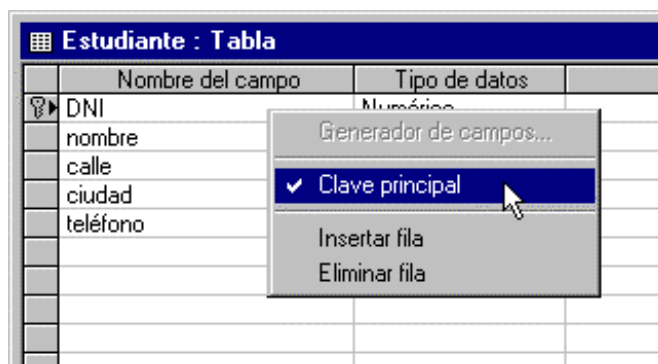 Estudiante : Tabla
Nombre del campo Tipo de datos
DNI Numérico
nombre
calle
ciudad
teléfono
Generador de campos...
Clave principal
Insertar fila
Eliminar fila